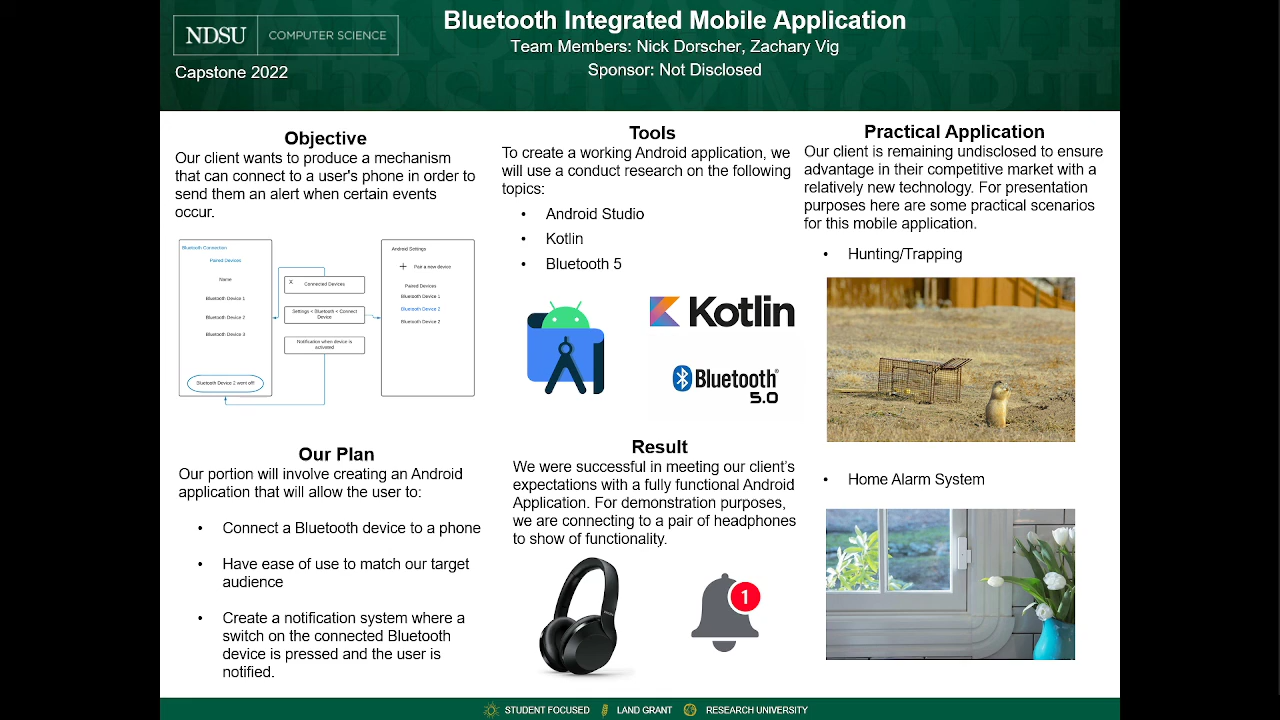 NDSU COMPUTER SCIENCE
Capstone 2022
Bluetooth Integrated Mobile Application
Team Members: Nick Dorscher, Zachary Vig
Sponsor: Not Disclosed
Objective
Our client wants to produce a mechanism
that can connect to a user's phone in order to
send them an alert when certain events
occur.
Bluetooth Connection
Paired Devices
Name
Bluetooth Device 1
Bluetooth Device 2
Bluetooth Device 3
Bluetooth Device 2 went off!
X Connected Devices
Settings < Bluetooth < Connect
Device
Notification when device is
activated
Android Settings
+ Pair a new device
Paired Devices
Bluetooth Device 1
Bluetooth Device 2
Bluetooth Device 2
Our Plan
Our portion will involve creating an Android
application that will allow the user to:
• Connect a Bluetooth device to a phone
• Have ease of use to match our target
audience
• Create a notification system where a
switch on the connected Bluetooth
device is pressed and the user is
notified.
Tools
To create a working Android application, we
will use a conduct research on the following
topics:
• Android Studio
• Kotlin
• Bluetooth 5
Kotlin
Bluetooth®
5.0
Result
We were successful in meeting our client's
expectations with a fully functional Android
Application. For demonstration purposes,
we are connecting to a pair of headphones
to show of functionality.
1
Practical Application
Our client is remaining undisclosed to ensure
advantage in their competitive market with a
relatively new technology. For presentation
purposes here are some practical scenarios
for this mobile application.
• Hunting/Trapping
• Home Alarm System
STUDENT FOCUSED LAND GRANT RESEARCH UNIVERSITY